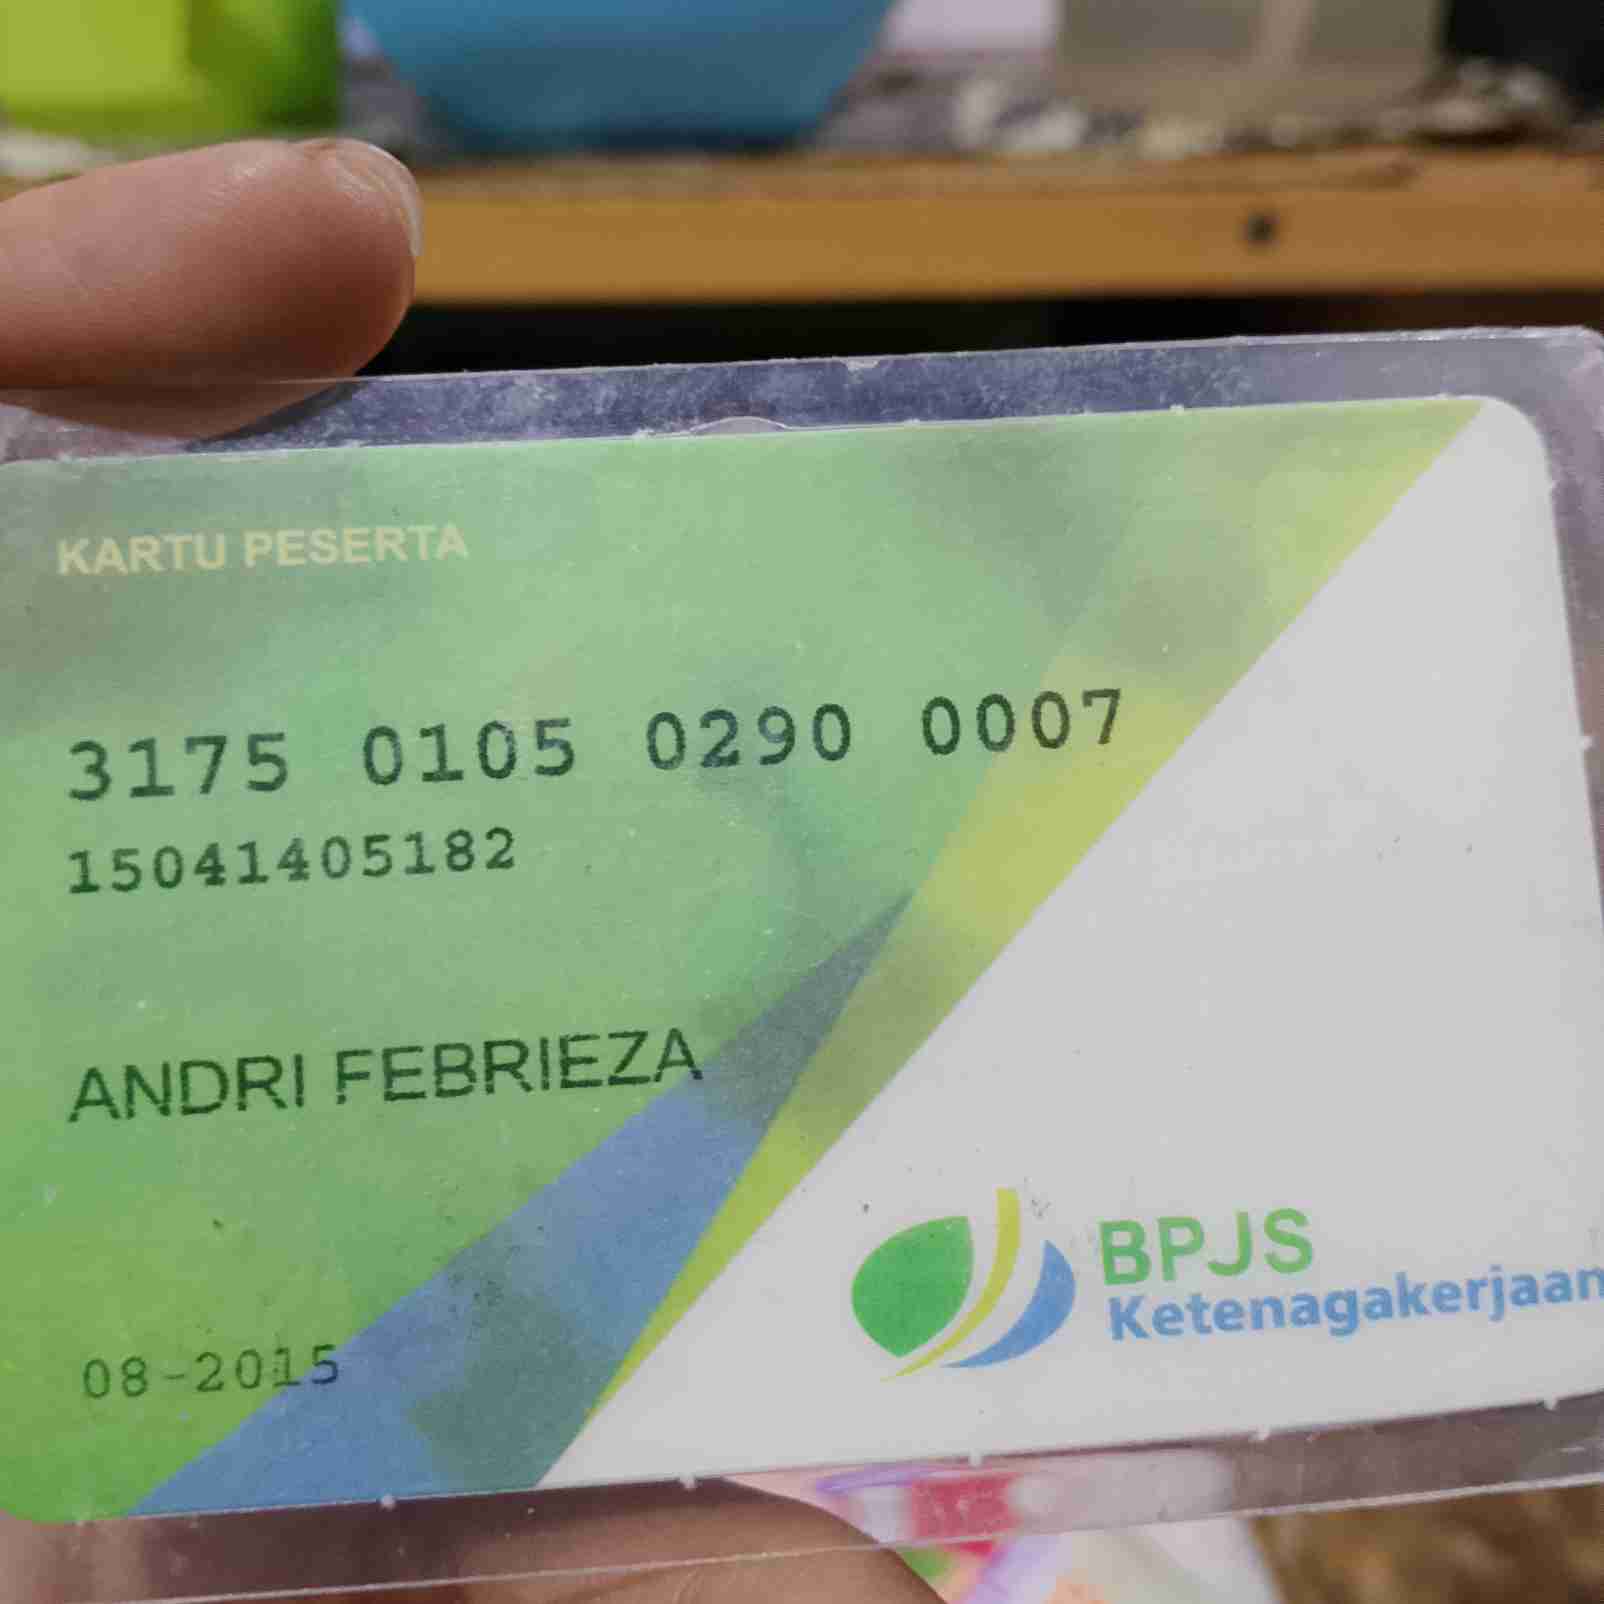 KARTU PESERTA
3175 0105 0290 0007
15041405182
ANDRI FEBRIEZA
08-2015
BPJS
Ketenagakerjaan